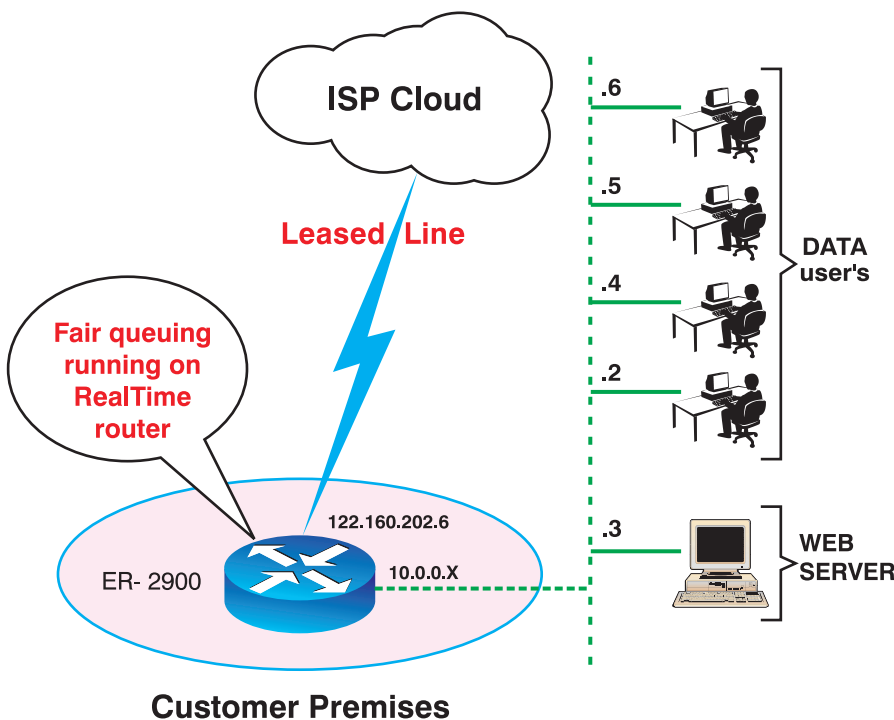 ISP Cloud
Leased Line
Fair queuing
running on
RealTime
router
122.160.202.6
ER- 2900
10.0.0.X
Customer Premises
.6
.5
.4
.2
DATA
user's
.3
WEB
SERVER